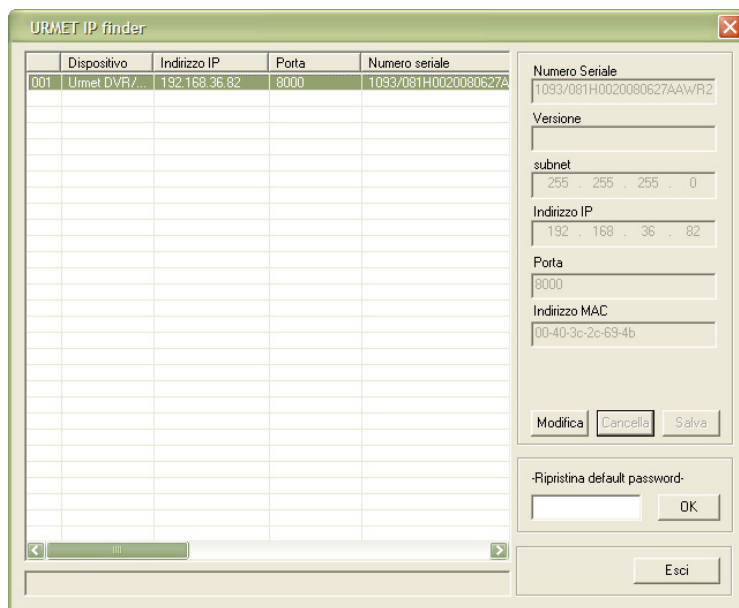 URMET IP finder
Dispositivo Indirizzo IP Porta Numero seriale
001 Urmet DVR/... 192.168.36.82 8000 1093/081H0020080627A
Numero Seriale
1093/081H0020080627AAWR2
Versione
subnet
255 . 255 . 255 . 0
Indirizzo IP
192 . 168 . 36 . 82
Porta
8000
Indirizzo MAC
00-40-3c-2c-69-4b
Modifica Cancella Salva
-Ripristina default password-
OK
Esci